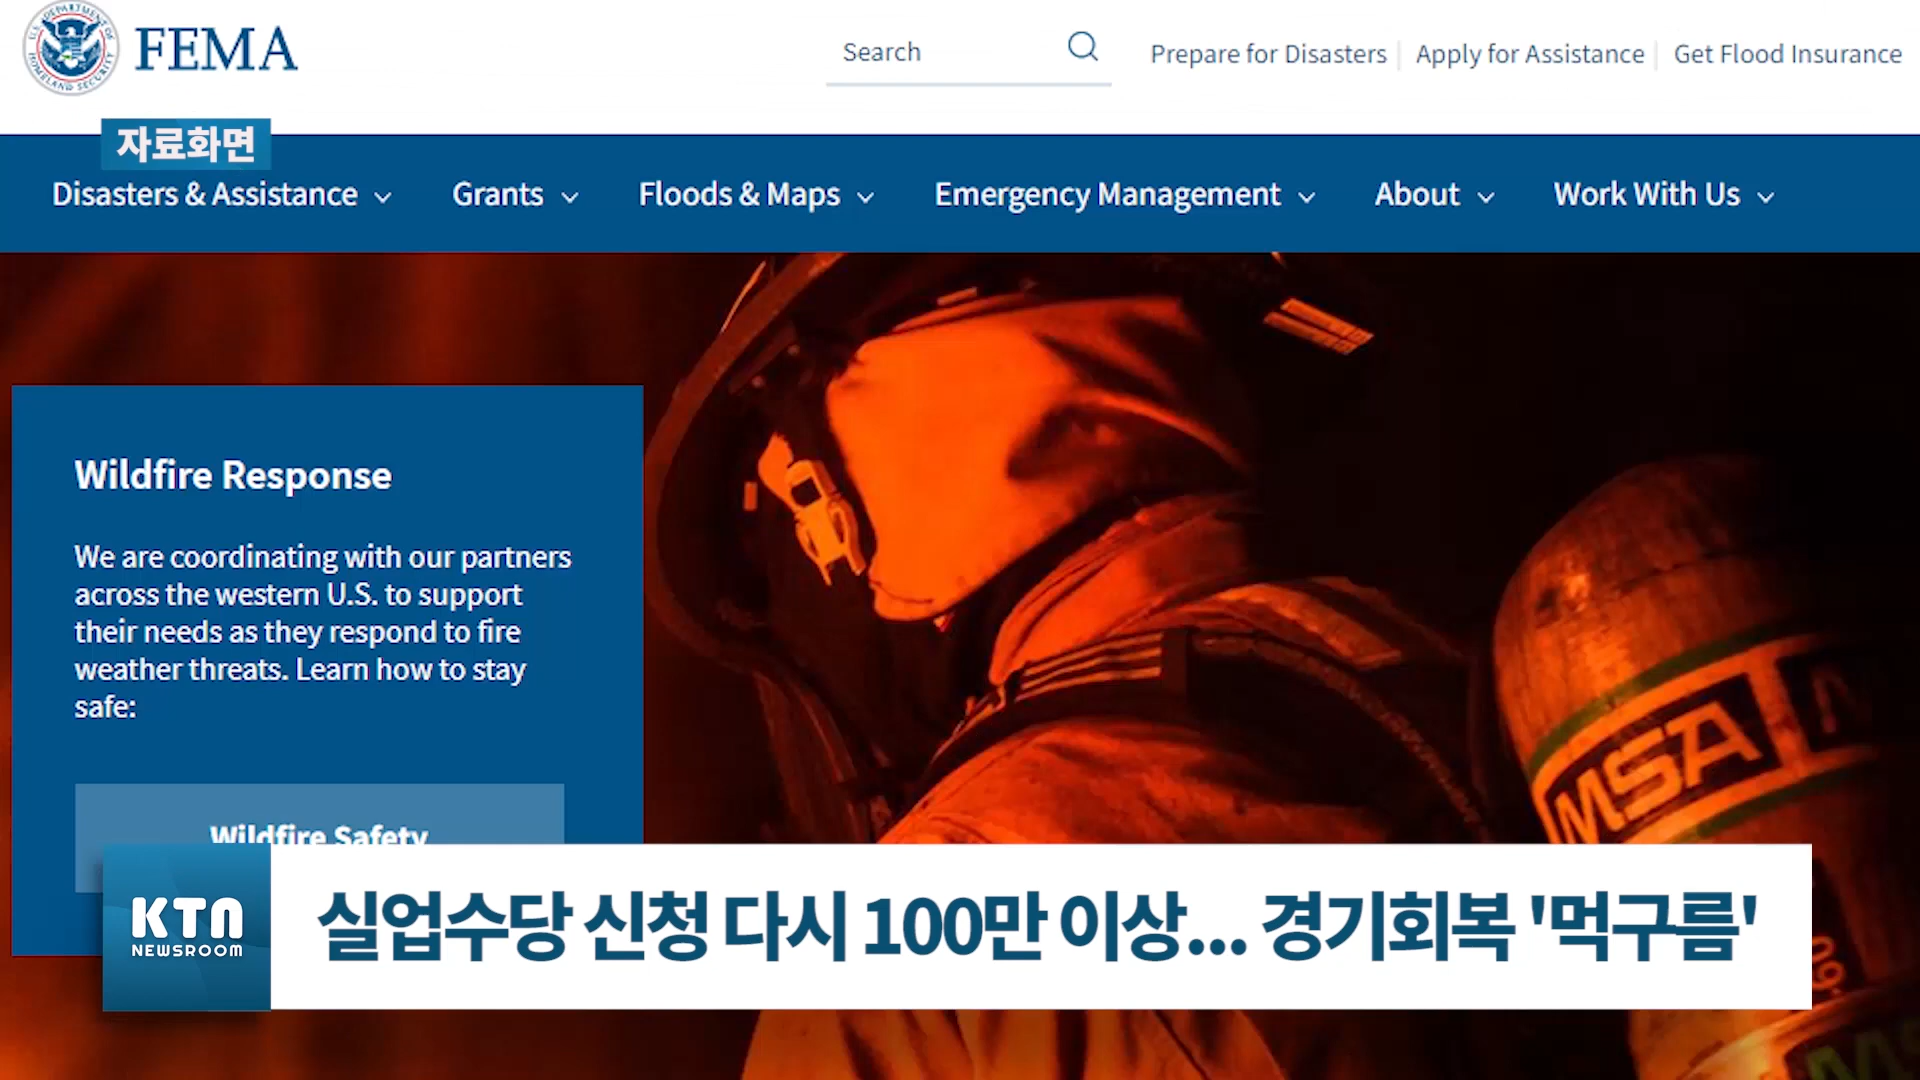 U.S. DEPARTMENT OF
HOMELAND SECURITY
FEMA
Search
Prepare for Disasters
Apply for Assistance
Get Flood Insurance
자료화면
Disasters & Assistance
Grants
Floods & Maps
Emergency Management
About
Work With Us
Wildfire Response
We are coordinating with our partners
across the western U.S. to support
their needs as they respond to fire
weather threats. Learn how to stay
safe:
Wildfire Safety
MSA
KTN
NEWSROOM
실업수당 신청 다시 100만 이상... 경기회복 '먹구름'